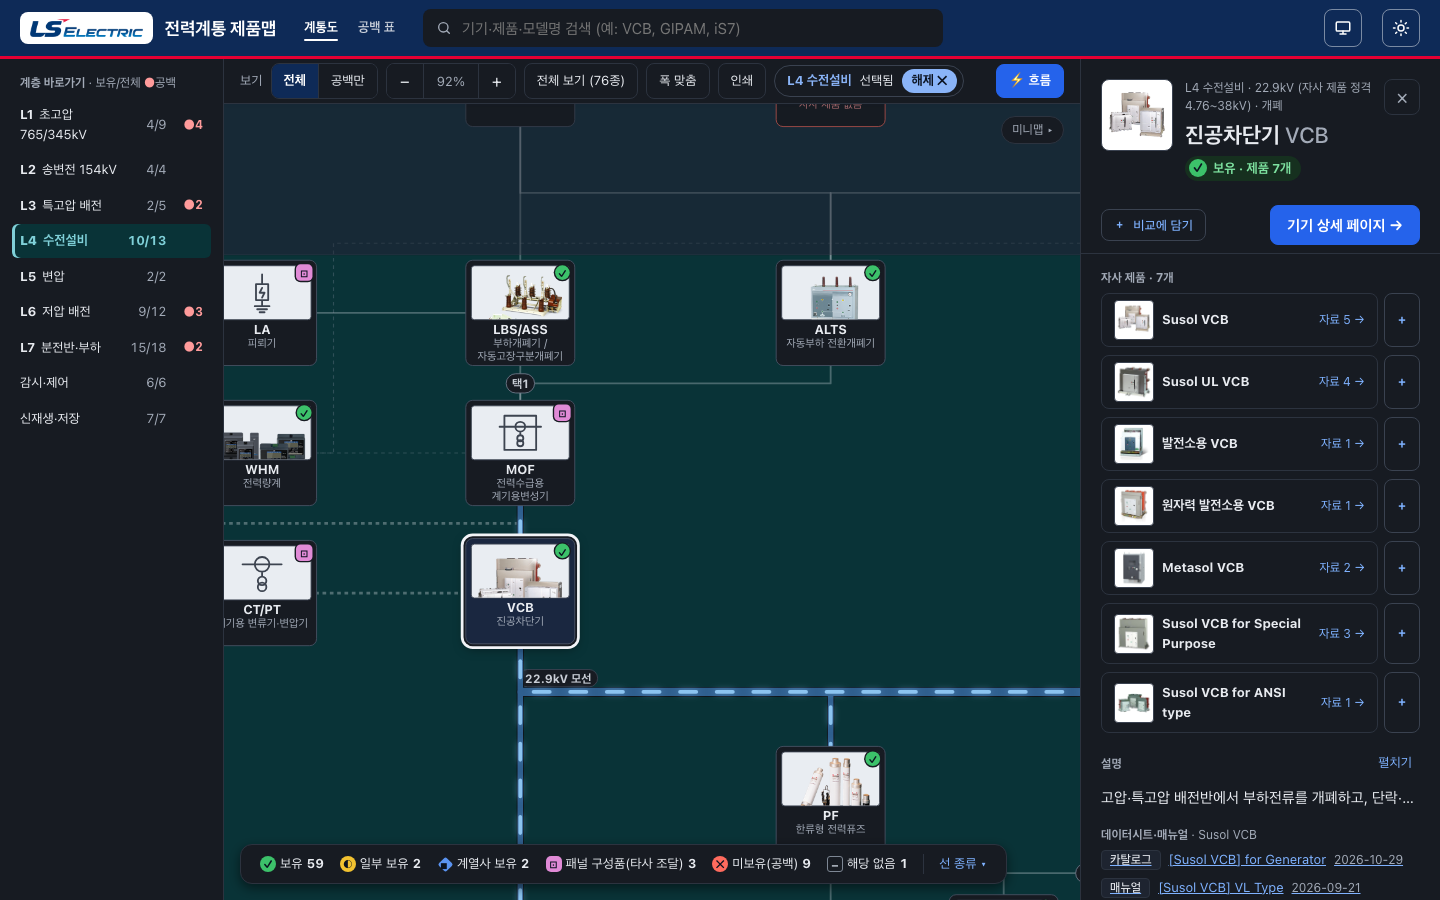 LS ELECTRIC 전력계통 제품맵 계통도 공백 표 기기·제품·모델명 검색 (예: VCB, GIPAM, iS7)
계층 바로가기 · 보유/전체 공백
L1 초고압 765/345kV 4/9 4
L2 송변전 154kV 4/4
L3 특고압 배전 2/5 2
L4 수전설비 10/13
L5 변압 2/2
L6 저압 배전 9/12 3
L7 분전반·부하 15/18 2
감시·제어 6/6
신재생·저장 7/7
보기 전체 공백만 − 92% + 전체 보기 (76종) 폭 맞춤 인쇄 L4 수전설비 선택됨 해제 ✕ ⚡ 흐름
미니맵 ▸
LA
피뢰기
LBS/ASS
부하개폐기 /
자동고장구분개폐기
ALTS
자동부하 전환개폐기
택1
WHM
전력량계
MOF
전력수급용
계기용변성기
CT/PT
기용 변류기·변압기
VCB
진공차단기
22.9kV 모선
PF
한류형 전력퓨즈
보유 59 일부 보유 2 계열사 보유 2 패널 구성품(타사 조달) 3 미보유(공백) 9 해당 없음 1 선 종류 ▴
L4 수전설비 · 22.9kV (자사 제품 정격
4.76~38kV) · 개폐
진공차단기 VCB
보유 · 제품 7개
+ 비교에 담기
기기 상세 페이지 →
자사 제품 · 7개
Susol VCB 자료 5 → +
Susol UL VCB 자료 4 → +
발전소용 VCB 자료 1 → +
원자력 발전소용 VCB 자료 1 → +
Metasol VCB 자료 2 → +
Susol VCB for Special
Purpose 자료 3 → +
Susol VCB for ANSI
type 자료 1 → +
설명 펼치기
고압·특고압 배전반에서 부하전류를 개폐하고, 단락·...
데이터시트·매뉴얼 · Susol VCB
카탈로그 [Susol VCB] for Generator 2026-10-29
매뉴얼 [Susol VCB] VL Type 2026-09-21